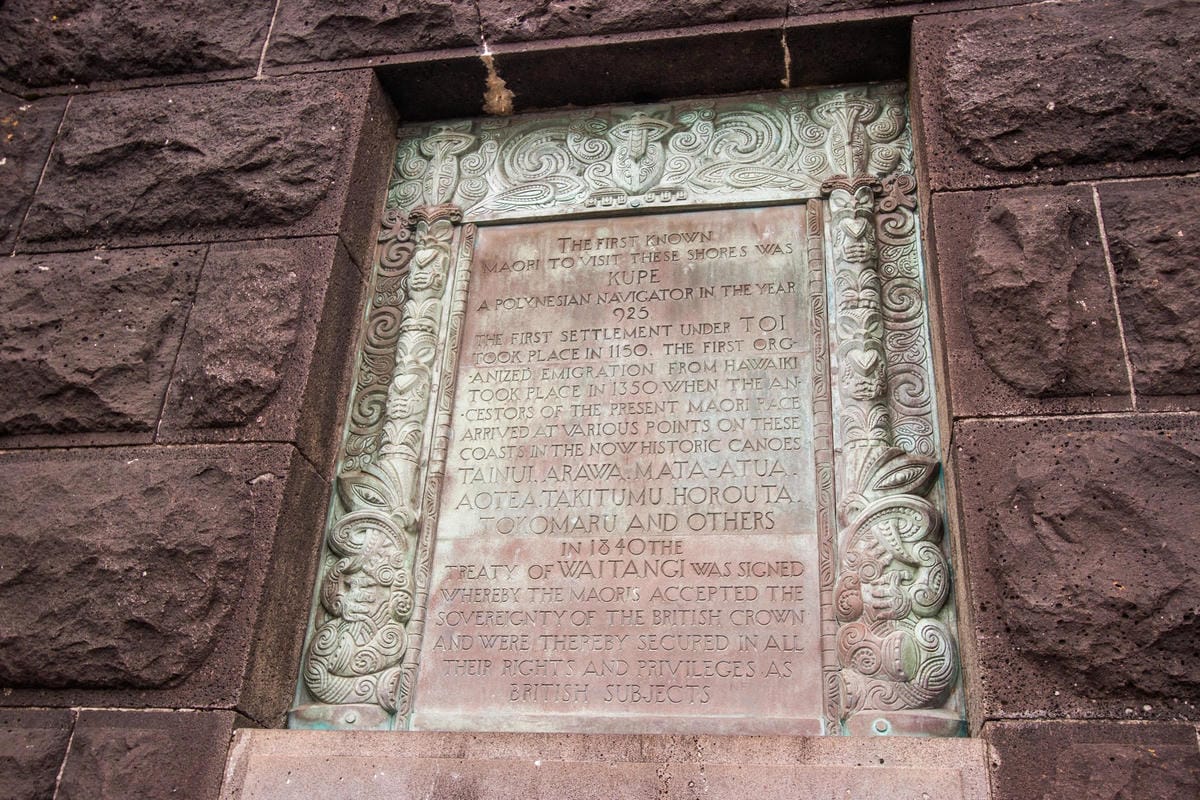 THE FIRST KNOWN
MAORI TO VISIT THESE SHORES WAS
KUPE
A POLYNESIAN NAVIGATOR IN THE YEAR
925
THE FIRST SETTLEMENT UNDER TOI
TOOK PLACE IN 1150. THE FIRST ORG-
-ANIZED EMIGRATION FROM HAWAIKI
TOOK PLACE IN 1350. WHEN THE AN-
-CESTORS OF THE PRESENT MAORI RACE
ARRIVED AT VARIOUS POINTS ON THESE
COASTS IN THE NOW HISTORIC CANOES
TAINUI. ARAWA. MATA-ATUA.
AOTEA. TAKITUMU. HOROUTA.
TOKOMARU AND OTHERS
IN 1840 THE
TREATY OF WAITANGI WAS SIGNED
WHEREBY THE MAORIS ACCEPTED THE
SOVEREIGNTY OF THE BRITISH CROWN
AND WERE THEREBY SECURED IN ALL
THEIR RIGHTS AND PRIVILEGES AS
BRITISH SUBJECTS